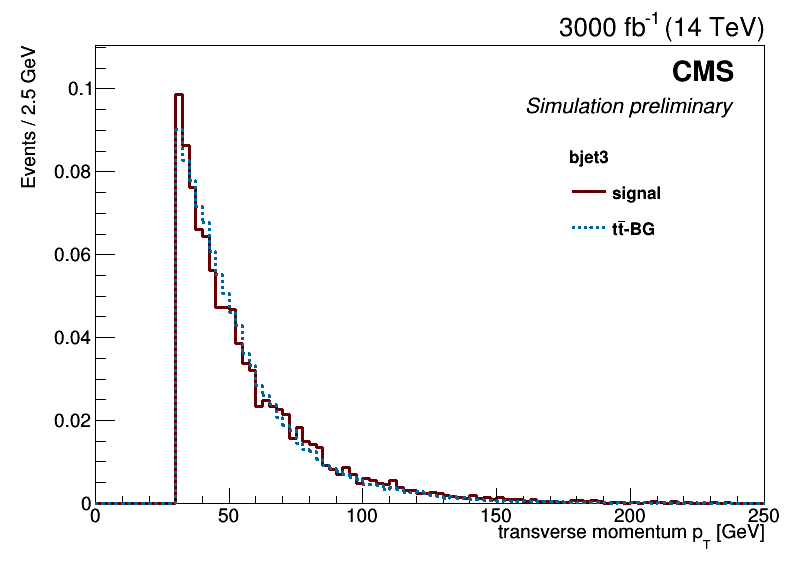 3000 fb⁻¹ (14 TeV)
CMS
Simulation preliminary
bjet3
signal
tt̄-BG
Events / 2.5 GeV
0.1
0.08
0.06
0.04
0.02
0
0 50 100 150 200 250
transverse momentum p_T [GeV]